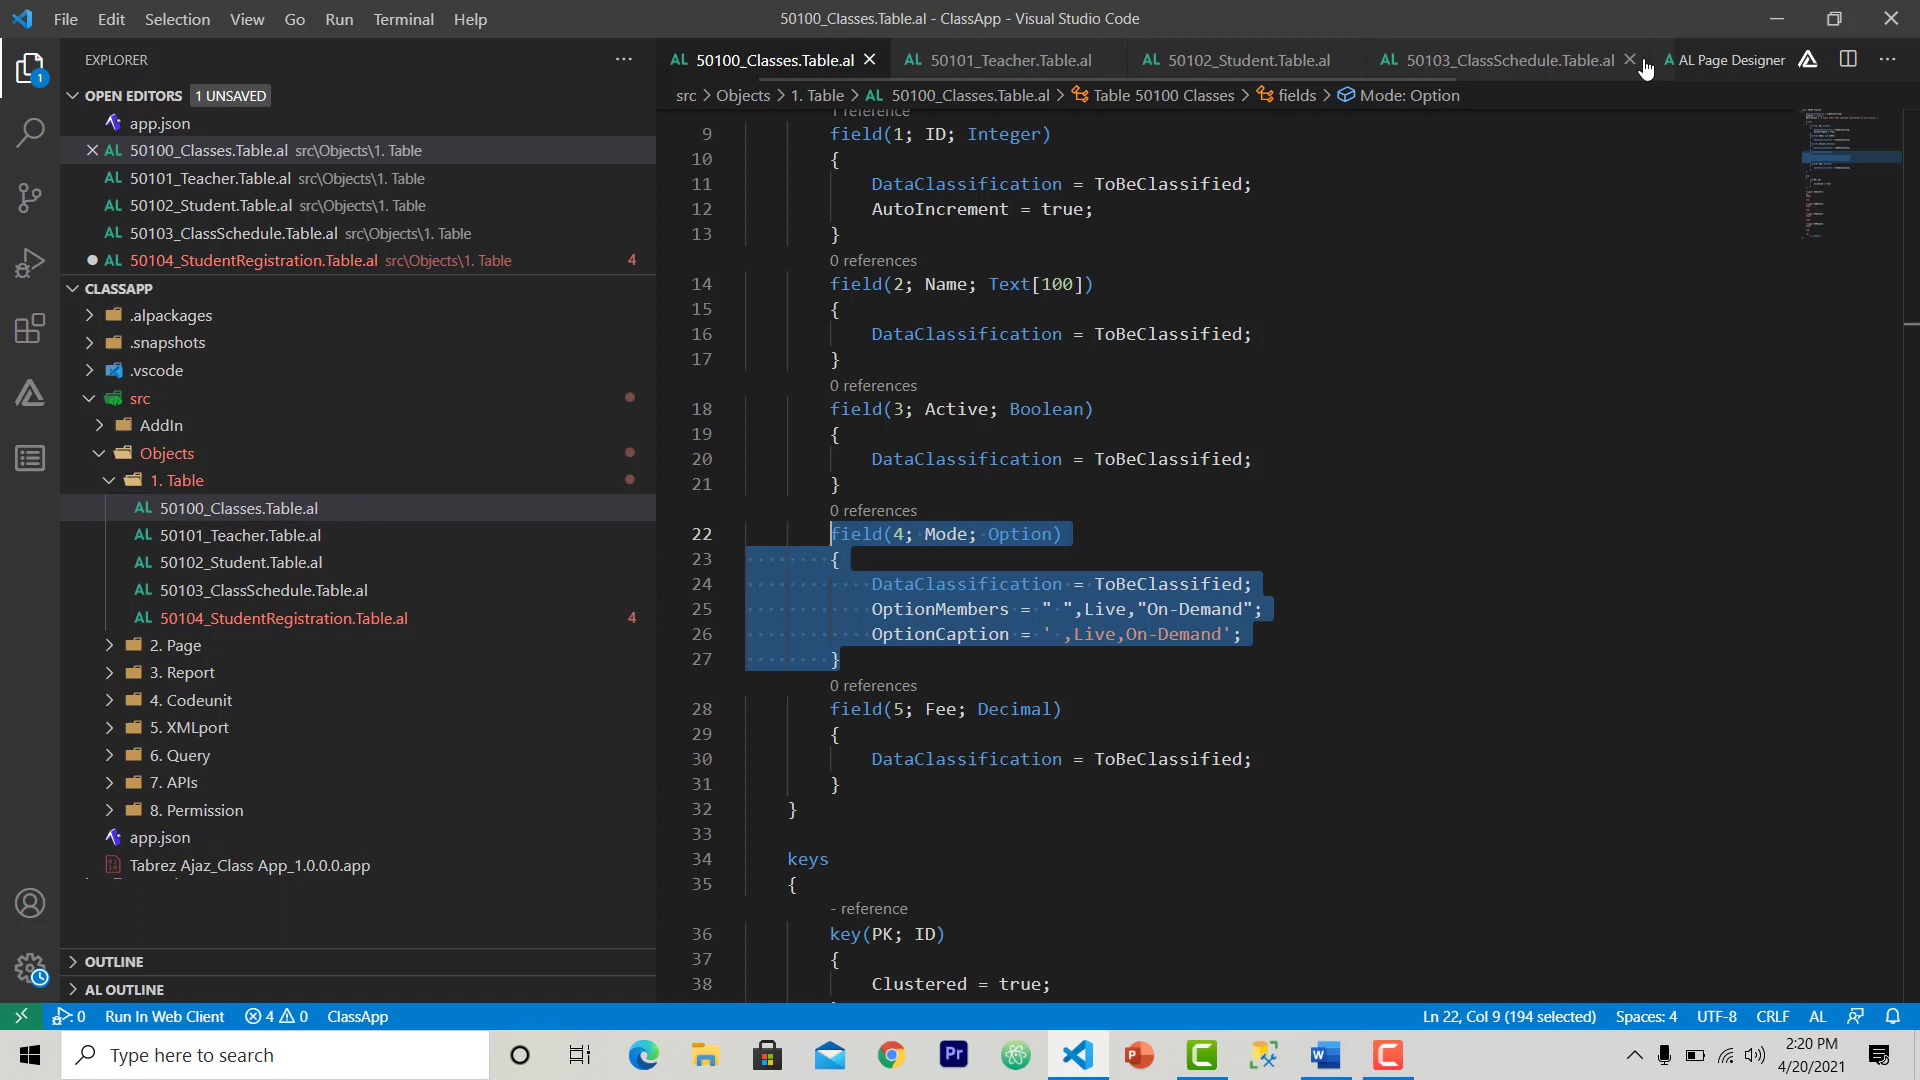 File Edit Selection View Go Run Terminal Help
50100_Classes.Table.al - ClassApp - Visual Studio Code
EXPLORER
OPEN EDITORS 1 UNSAVED
app.json
50100_Classes.Table.al src\Objects\1. Table
50101_Teacher.Table.al src\Objects\1. Table
50102_Student.Table.al src\Objects\1. Table
50103_ClassSchedule.Table.al src\Objects\1. Table
50104_StudentRegistration.Table.al src\Objects\1. Table 4
CLASSAPP
.alpackages
.snapshots
.vscode
src
AddIn
Objects
1. Table
AL 50100_Classes.Table.al
AL 50101_Teacher.Table.al
AL 50102_Student.Table.al
AL 50103_ClassSchedule.Table.al
AL 50104_StudentRegistration.Table.al 4
2. Page
3. Report
4. Codeunit
5. XMLport
6. Query
7. APIs
8. Permission
app.json
Tabrez Ajaz_Class App_1.0.0.0.app
OUTLINE
AL OUTLINE
AL 50100_Classes.Table.al AL 50101_Teacher.Table.al AL 50102_Student.Table.al AL 50103_ClassSchedule.Table.al AL Page Designer
src > Objects > 1. Table > AL 50100_Classes.Table.al > Table 50100 Classes > fields > Mode: Option
1 reference
9 field(1; ID; Integer)
10 {
11 DataClassification = ToBeClassified;
12 AutoIncrement = true;
13 }
0 references
14 field(2; Name; Text[100])
15 {
16 DataClassification = ToBeClassified;
17 }
0 references
18 field(3; Active; Boolean)
19 {
20 DataClassification = ToBeClassified;
21 }
0 references
22 field(4; Mode; Option)
23 {
24 DataClassification = ToBeClassified;
25 OptionMembers = " ",Live,"On-Demand";
26 OptionCaption = ' ,Live,On-Demand';
27 }
0 references
28 field(5; Fee; Decimal)
29 {
30 DataClassification = ToBeClassified;
31 }
32 }
33
34 keys
35 {
- reference
36 key(PK; ID)
37 {
38 Clustered = true;
0 Run In Web Client 4 0 ClassApp Ln 22, Col 9 (194 selected) Spaces: 4 UTF-8 CRLF AL
Type here to search
2:20 PM
4/20/2021